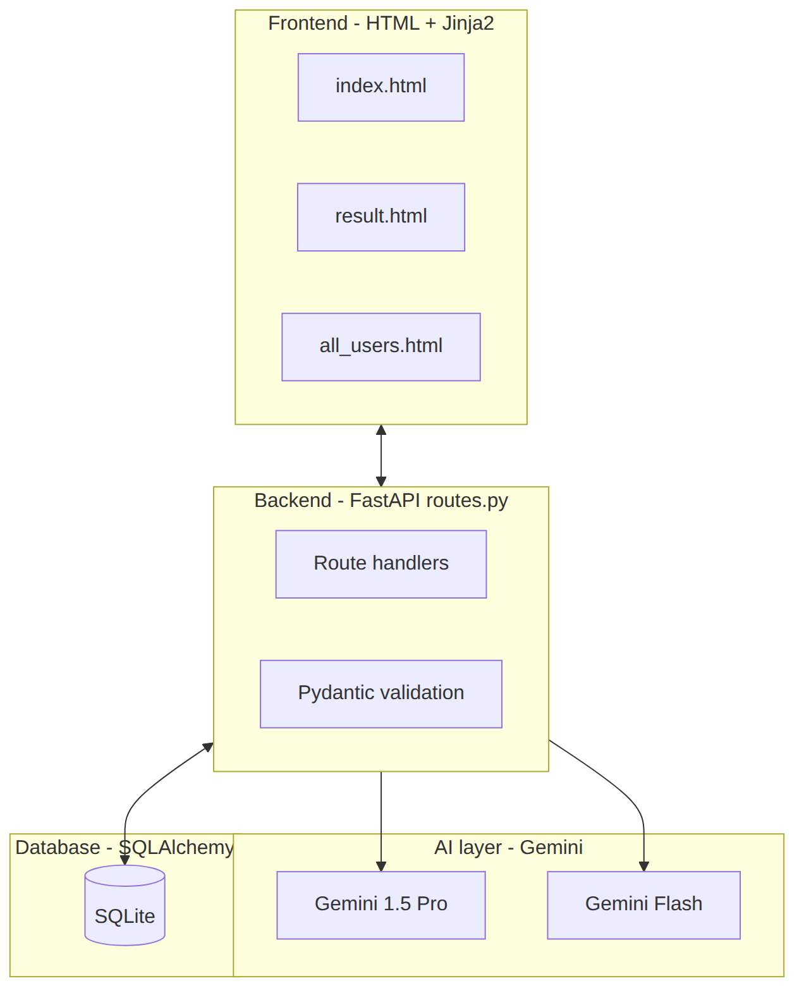 Frontend - HTML + Jinja2
index.html
result.html
all_users.html
Backend - FastAPI routes.py
Route handlers
Pydantic validation
Database - SQLAlchemy
SQLite
AI layer - Gemini
Gemini 1.5 Pro
Gemini Flash